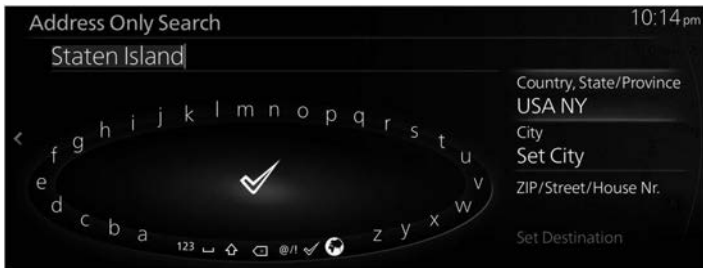 Address Only Search
10:14 pm
Staten Island
Country, State/Province
USA NY
City
Set City
ZIP/Street/House Nr.
Set Destination
a b c d e f g h i j k l m n o p q r s t u v w x y z
123
@/!